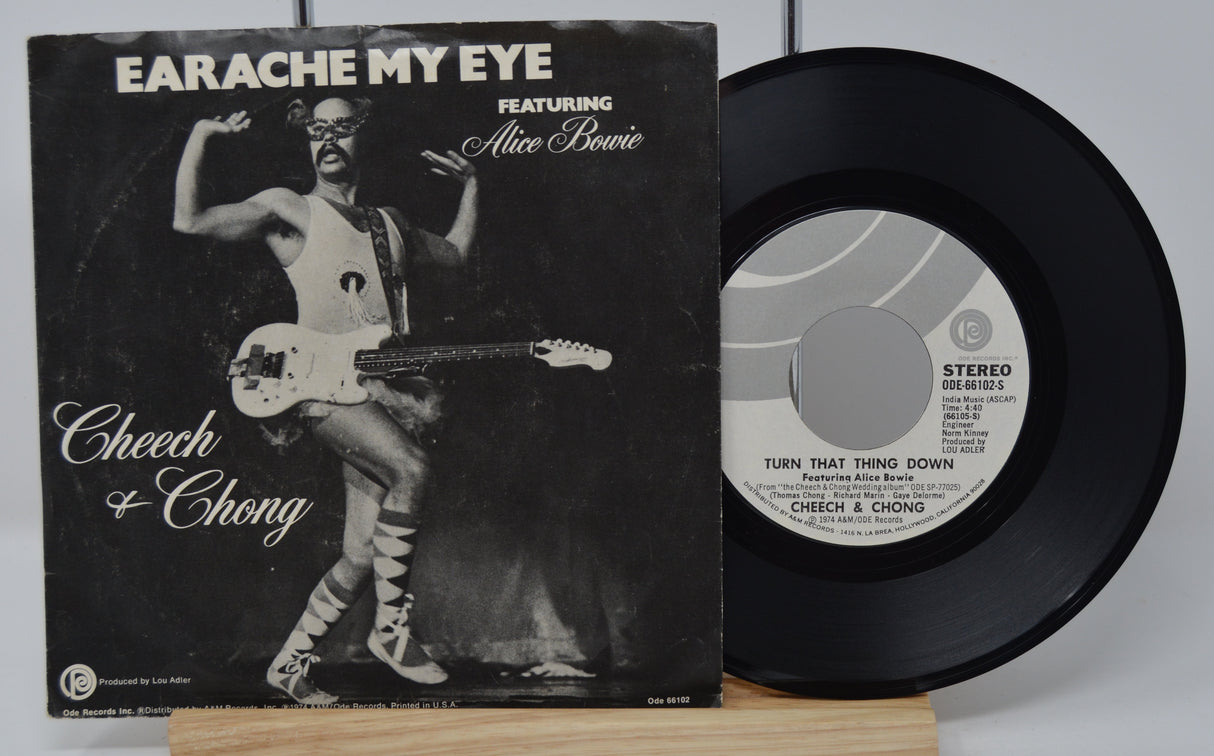 EARACHE MY EYE
FEATURING
Alice Bowie
Cheech
& Chong
Produced by Lou Adler
Ode Records Inc. ℗Distributed by A&M Records, Inc. ℗1974 A&M/Ode Records, Printed in U.S.A.
Ode 66102
ODE RECORDS INC.®
STEREO
ODE-66102-S
India Music (ASCAP)
Time: 4:40
(66105-S)
Engineer
Norm Kinney
Produced by
LOU ADLER
TURN THAT THING DOWN
Featuring Alice Bowie
(From "the Cheech & Chong Wedding album" ODE SP-77025)
(Thomas Chong - Richard Marin - Gaye Delorme)
CHEECH & CHONG
℗ 1974 A&M/ODE Records
DISTRIBUTED BY A&M RECORDS - 1416 N. LA BREA, HOLLYWOOD, CALIFORNIA 90028